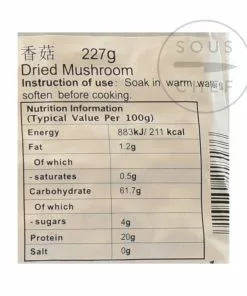 SOUS
CHEF
香菇 227g
Dried Mushroom
Instruction of use: Soak in warm water
soften before cooking.
Nutrition Information
(Typical Value Per 100g)
Energy 883kJ/ 211 kcal
Fat 1.2g
Of which
- saturates 0.5g
Carbohydrate 61.7g
Of which
- sugars 4g
Protein 20g
Salt 0g